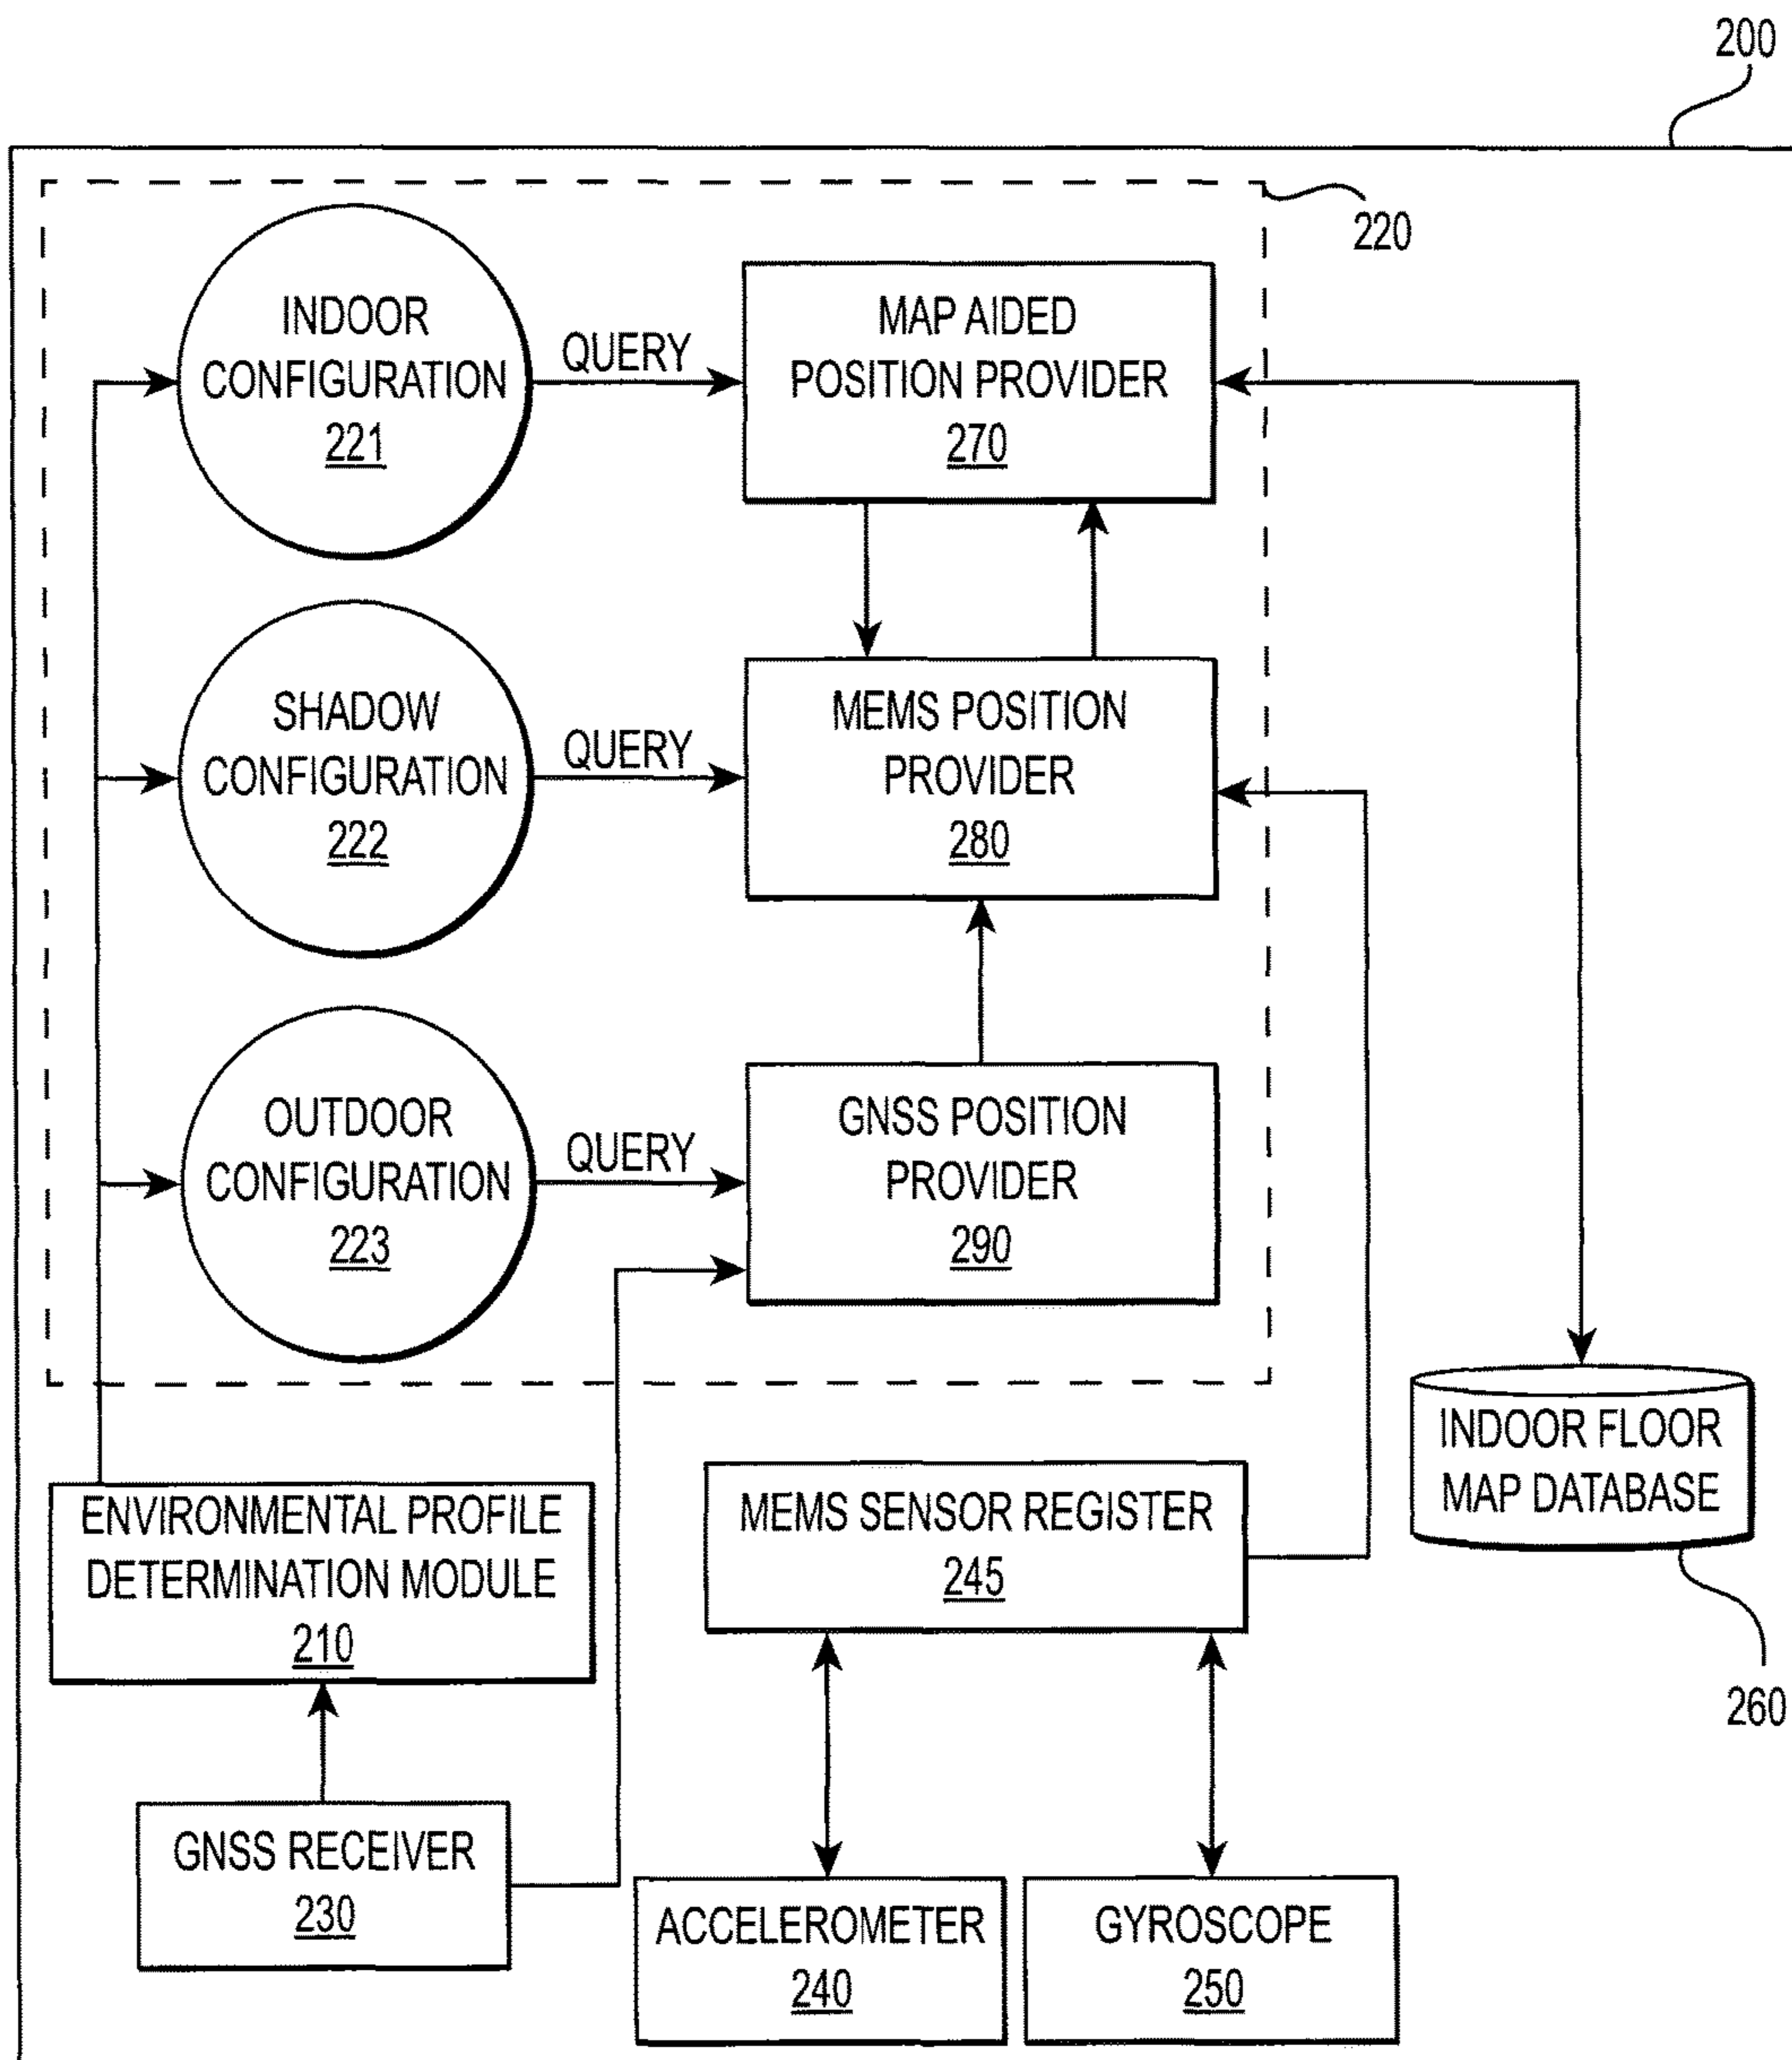 200
220
INDOOR
CONFIGURATION
221
QUERY
MAP AIDED
POSITION PROVIDER
270
SHADOW
CONFIGURATION
222
QUERY
MEMS POSITION
PROVIDER
280
OUTDOOR
CONFIGURATION
223
QUERY
GNSS POSITION
PROVIDER
290
INDOOR FLOOR
MAP DATABASE
260
ENVIRONMENTAL PROFILE
DETERMINATION MODULE
210
MEMS SENSOR REGISTER
245
GNSS RECEIVER
230
ACCELEROMETER
240
GYROSCOPE
250